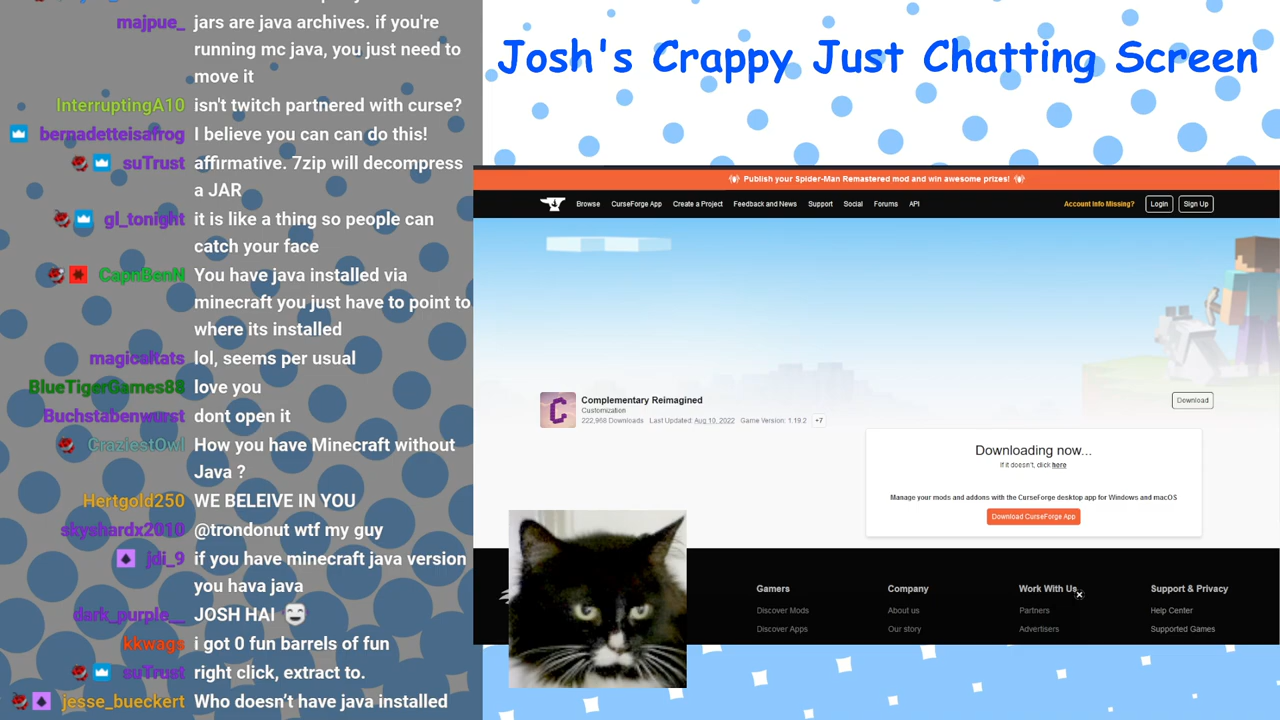 majpue_ jars are java archives. if you're
running mc java, you just need to
move it
InterruptingA10 isn't twitch partnered with curse?
bernadetteisafrog I believe you can can do this!
suTrust affirmative. 7zip will decompress
a JAR
gl_tonight it is like a thing so people can
catch your face
CapnBenN You have java installed via
minecraft you just have to point to
where its installed
magicalkats lol, seems per usual
BlueTigerGames88 love you
Buchstabenwurst dont open it
CraziestOwl How you have Minecraft without
Java ?
Hertgold250 WE BELEIVE IN YOU
skyshardx2010 @trondonut wtf my guy
jdi_9 if you have minecraft java version
you hava java
dark_purple__ JOSH HAI
kkwags i got 0 fun barrels of fun
suTrust right click, extract to.
jesse_bueckert Who doesn't have java installed
Josh's Crappy Just Chatting Screen
Publish your Spider-Man Remastered mod and win awesome prizes!
Browse CurseForge App Create a Project Feedback and News Support Social Forums API Account Info Missing? Login Sign Up
Complementary Reimagined
Customization
222,968 Downloads Last Updated: Aug 10, 2022 Game Version: 1.19.2 +7
Download
Downloading now...
If it doesn't, click here
Manage your mods and addons with the CurseForge desktop app for Windows and macOS
Download CurseForge App
Gamers Company Work With Us Support & Privacy
Discover Mods About us Partners Help Center
Discover Apps Our story Advertisers Supported Games